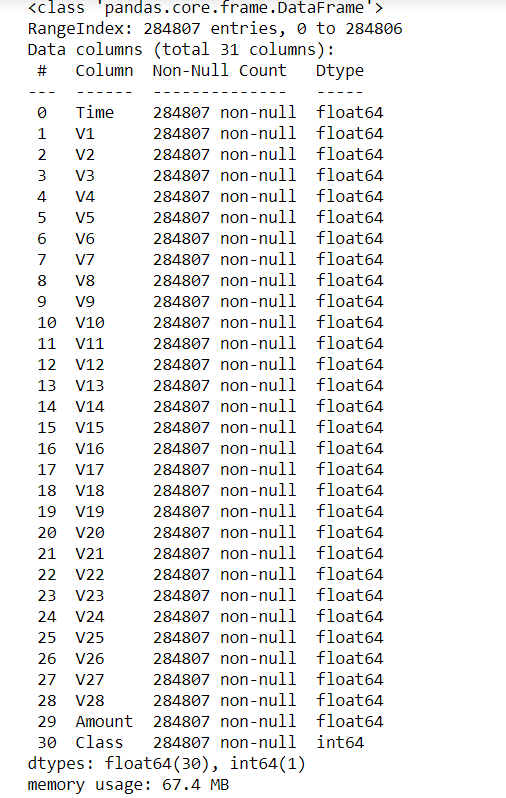 <class 'pandas.core.frame.DataFrame'>
RangeIndex: 284807 entries, 0 to 284806
Data columns (total 31 columns):
 #   Column  Non-Null Count   Dtype
---  ------  --------------   -----
 0   Time    284807 non-null  float64
 1   V1      284807 non-null  float64
 2   V2      284807 non-null  float64
 3   V3      284807 non-null  float64
 4   V4      284807 non-null  float64
 5   V5      284807 non-null  float64
 6   V6      284807 non-null  float64
 7   V7      284807 non-null  float64
 8   V8      284807 non-null  float64
 9   V9      284807 non-null  float64
 10  V10     284807 non-null  float64
 11  V11     284807 non-null  float64
 12  V12     284807 non-null  float64
 13  V13     284807 non-null  float64
 14  V14     284807 non-null  float64
 15  V15     284807 non-null  float64
 16  V16     284807 non-null  float64
 17  V17     284807 non-null  float64
 18  V18     284807 non-null  float64
 19  V19     284807 non-null  float64
 20  V20     284807 non-null  float64
 21  V21     284807 non-null  float64
 22  V22     284807 non-null  float64
 23  V23     284807 non-null  float64
 24  V24     284807 non-null  float64
 25  V25     284807 non-null  float64
 26  V26     284807 non-null  float64
 27  V27     284807 non-null  float64
 28  V28     284807 non-null  float64
 29  Amount  284807 non-null  float64
 30  Class   284807 non-null  int64
dtypes: float64(30), int64(1)
memory usage: 67.4 MB